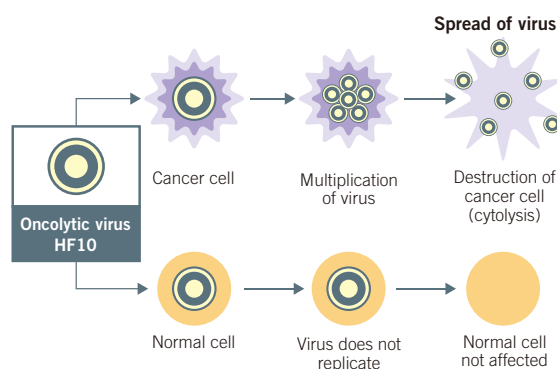 Spread of virus
Cancer cell
Multiplication
of virus
Destruction of
cancer cell
(cytolysis)
Oncolytic virus
HF10
Normal cell
Virus does not
replicate
Normal cell
not affected